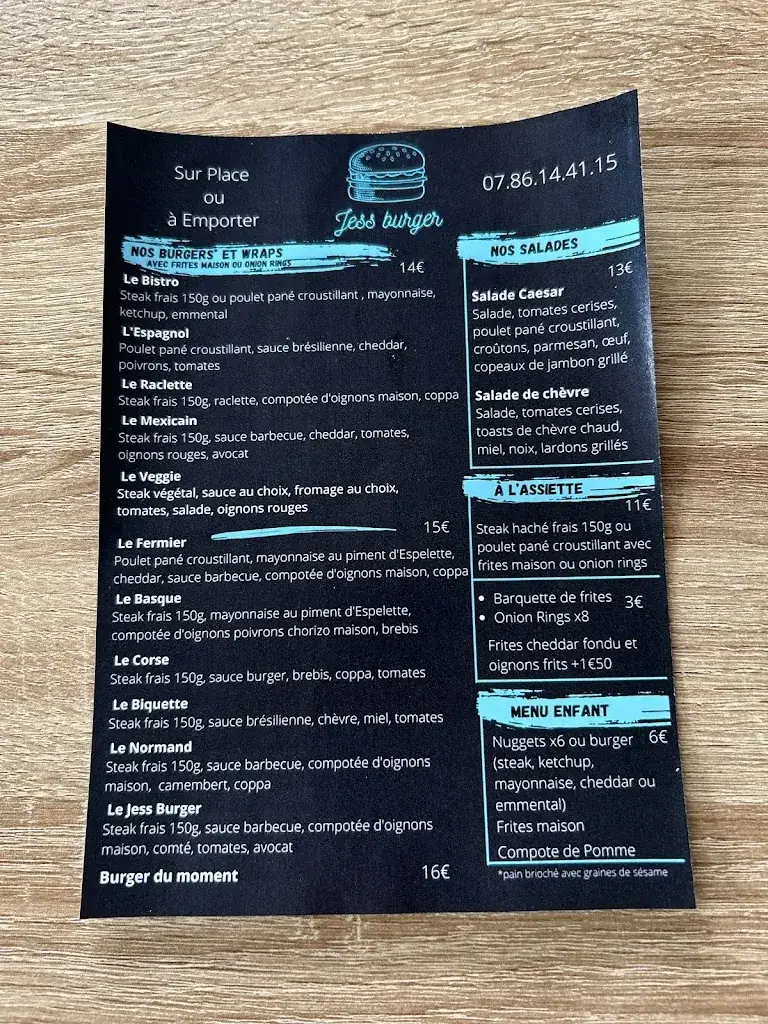 Sur Place
ou
à Emporter
Jess burger
07.86.14.41.15
NOS BURGERS' ET WRAPS
AVEC FRITES MAISON OU ONION RINGS
14€
Le Bistro
Steak frais 150g ou poulet pané croustillant , mayonnaise,
ketchup, emmental
L'Espagnol
Poulet pané croustillant, sauce brésilienne, cheddar,
poivrons, tomates
Le Raclette
Steak frais 150g, raclette, compotée d'oignons maison, coppa
Le Mexicain
Steak frais 150g, sauce barbecue, cheddar, tomates,
oignons rouges, avocat
Le Veggie
Steak végétal, sauce au choix, fromage au choix,
tomates, salade, oignons rouges
15€
Le Fermier
Poulet pané croustillant, mayonnaise au piment d'Espelette,
cheddar, sauce barbecue, compotée d'oignons maison, coppa
Le Basque
Steak frais 150g, mayonnaise au piment d'Espelette,
compotée d'oignons poivrons chorizo maison, brebis
Le Corse
Steak frais 150g, sauce burger, brebis, coppa, tomates
Le Biquette
Steak frais 150g, sauce brésilienne, chèvre, miel, tomates
Le Normand
Steak frais 150g, sauce barbecue, compotée d'oignons
maison, camembert, coppa
Le Jess Burger
Steak frais 150g, sauce barbecue, compotée d'oignons
maison, comté, tomates, avocat
Burger du moment 16€
NOS SALADES
13€
Salade Caesar
Salade, tomates cerises,
poulet pané croustillant,
croûtons, parmesan, œuf,
copeaux de jambon grillé
Salade de chèvre
Salade, tomates cerises,
toasts de chèvre chaud,
miel, noix, lardons grillés
À L'ASSIETTE
11€
Steak haché frais 150g ou
poulet pané croustillant avec
frites maison ou onion rings
• Barquette de frites 3€
• Onion Rings x8
Frites cheddar fondu et
oignons frits +1€50
MENU ENFANT
Nuggets x6 ou burger 6€
(steak, ketchup,
mayonnaise, cheddar ou
emmental)
Frites maison
Compote de Pomme
*pain brioché avec graines de sésame